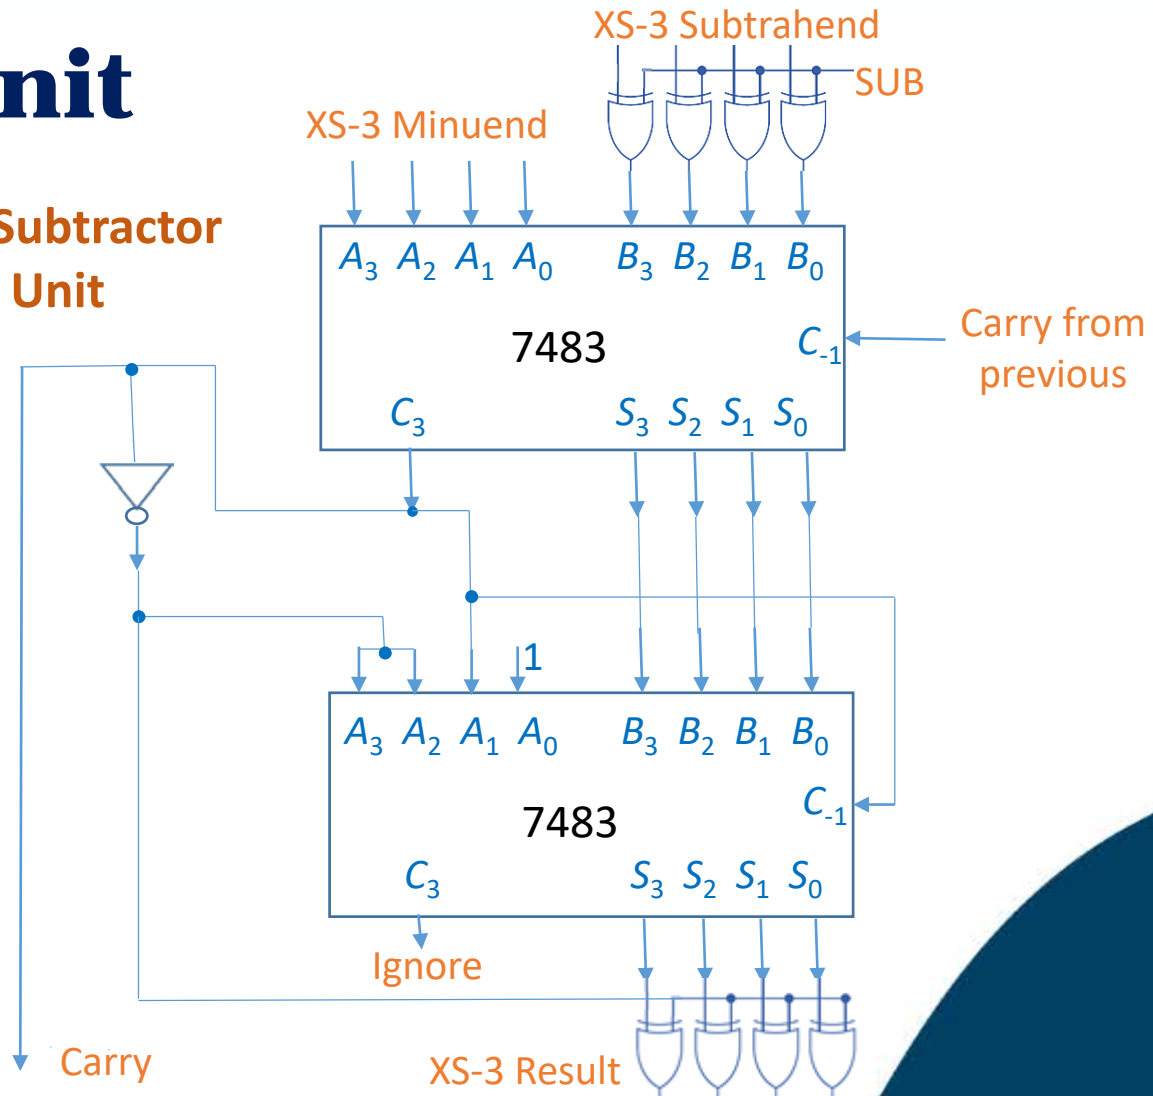 nit
Subtractor
Unit
XS-3 Subtrahend
SUB
XS-3 Minuend
A3 A2 A1 A0 B3 B2 B1 B0
7483
C-1
Carry from
previous
C3 S3 S2 S1 S0
1
A3 A2 A1 A0 B3 B2 B1 B0
C-1
7483
C3 S3 S2 S1 S0
Ignore
Carry
XS-3 Result